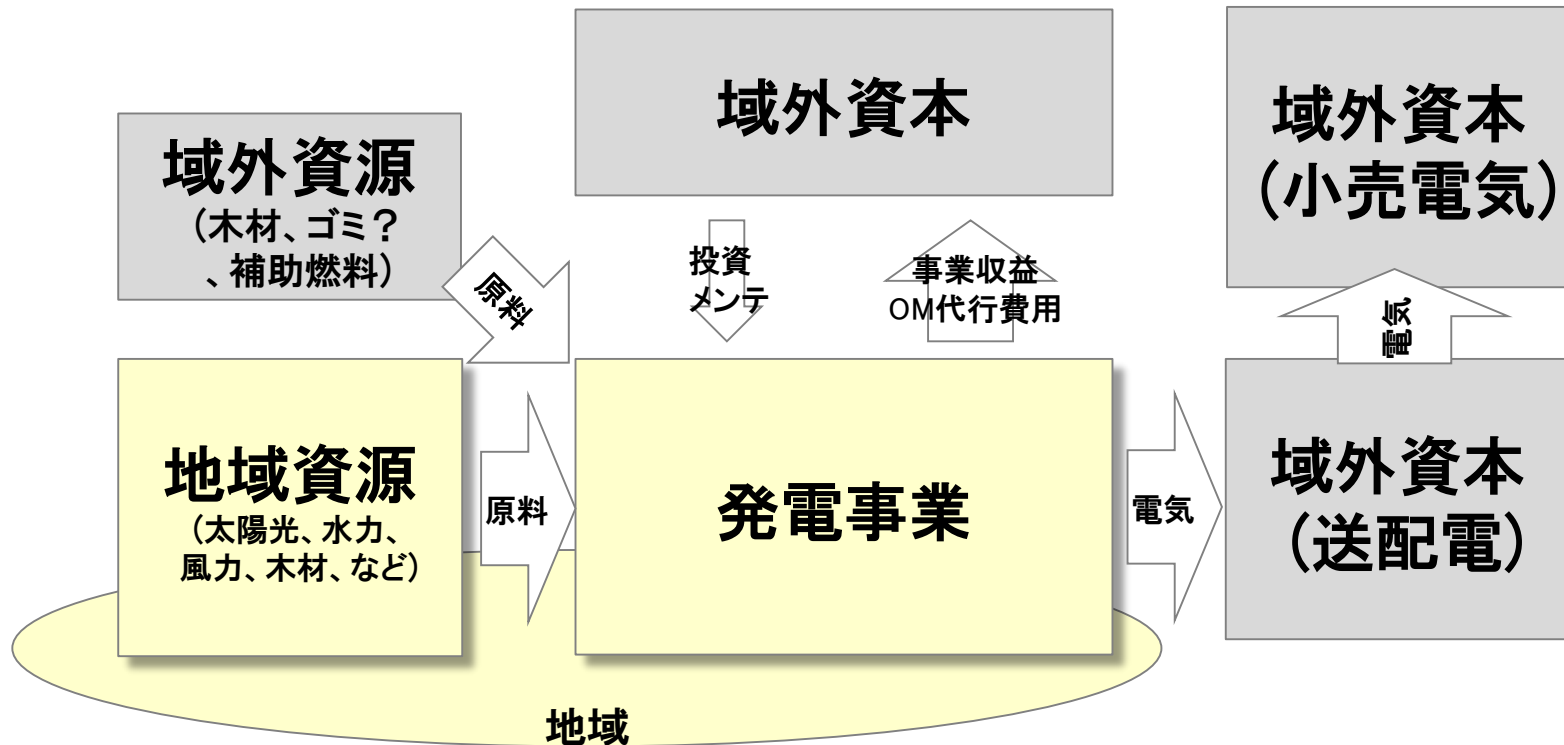 域外資本
域外資本
(小売電気)
域外資源
(木材、ゴミ?
、補助燃料)
原料
投資
メンテ
事業収益
OM代行費用
電気
地域資源
(太陽光、水力、
風力、木材、など)
原料
発電事業
電気
域外資本
(送配電)
地域